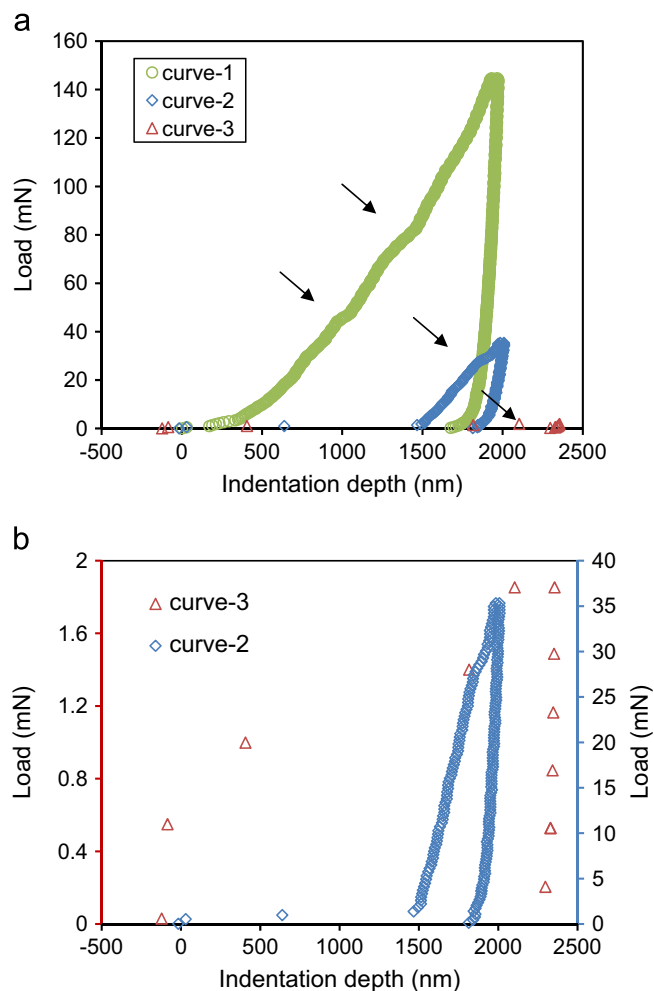 a
160
140
120
100
80
60
40
20
0
Load (mN)
curve-1
curve-2
curve-3
-500 0 500 1000 1500 2000 2500
Indentation depth (nm)
b
2
1.6
1.2
0.8
0.4
0
Load (mN)
curve-3
curve-2
40
35
30
25
20
15
10
5
0
Load (mN)
-500 0 500 1000 1500 2000 2500
Indentation depth (nm)